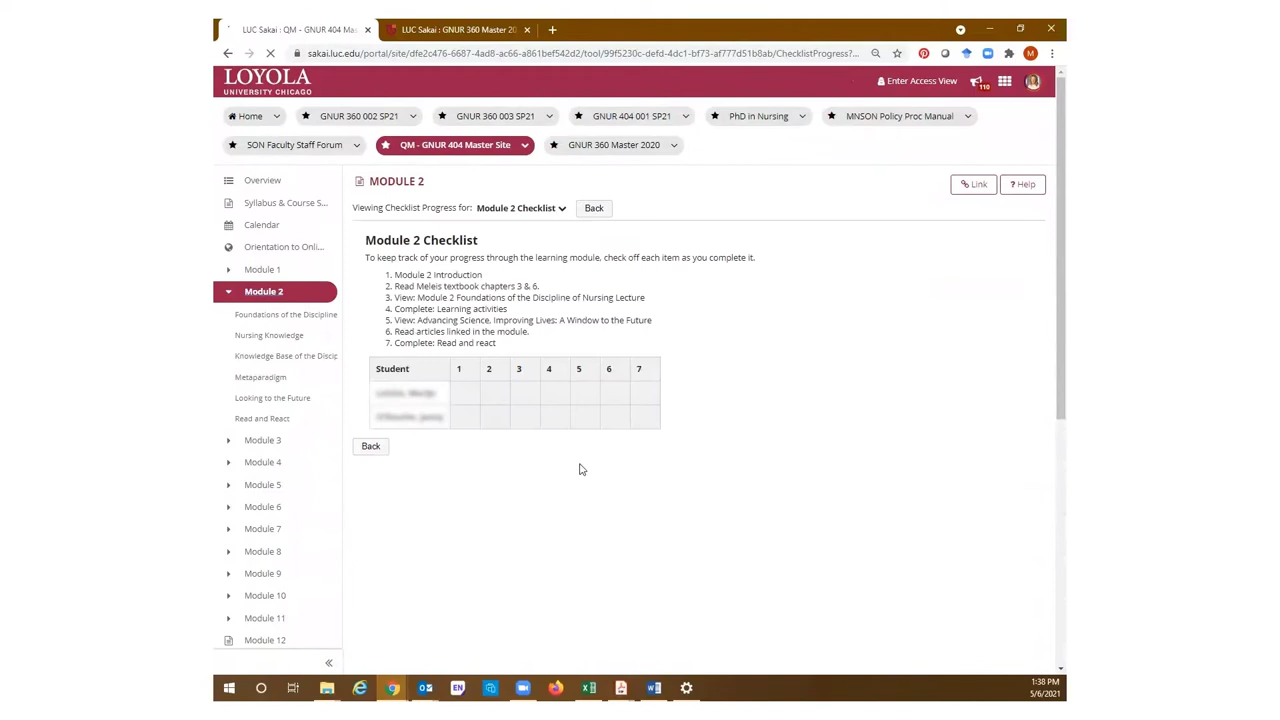 LUC Sakai : QM - GNUR 404 Mas
LUC Sakai : GNUR 360 Master 20
sakai.luc.edu/portal/site/dfe2c476-6687-4ad8-ac66-a861bef542d2/tool/99f5230c-defd-4dc1-bf73-af777d51b8ab/ChecklistProgress?...
LOYOLA
UNIVERSITY CHICAGO
Enter Access View
110
Home
GNUR 360 002 SP21
GNUR 360 003 SP21
GNUR 404 001 SP21
PhD in Nursing
MNSON Policy Proc Manual
SON Faculty Staff Forum
QM - GNUR 404 Master Site
GNUR 360 Master 2020
Overview
Syllabus & Course S...
Calendar
Orientation to Onli...
Module 1
Module 2
Foundations of the Discipline
Nursing Knowledge
Knowledge Base of the Discip
Metaparadigm
Looking to the Future
Read and React
Module 3
Module 4
Module 5
Module 6
Module 7
Module 8
Module 9
Module 10
Module 11
Module 12
MODULE 2
Link
? Help
Viewing Checklist Progress for: Module 2 Checklist
Back
Module 2 Checklist
To keep track of your progress through the learning module, check off each item as you complete it.
1. Module 2 Introduction
2. Read Meleis textbook chapters 3 & 6.
3. View: Module 2 Foundations of the Discipline of Nursing Lecture
4. Complete: Learning activities
5. View: Advancing Science, Improving Lives: A Window to the Future
6. Read articles linked in the module.
7. Complete: Read and react
Student 1 2 3 4 5 6 7
Back
1:38 PM
5/6/2021